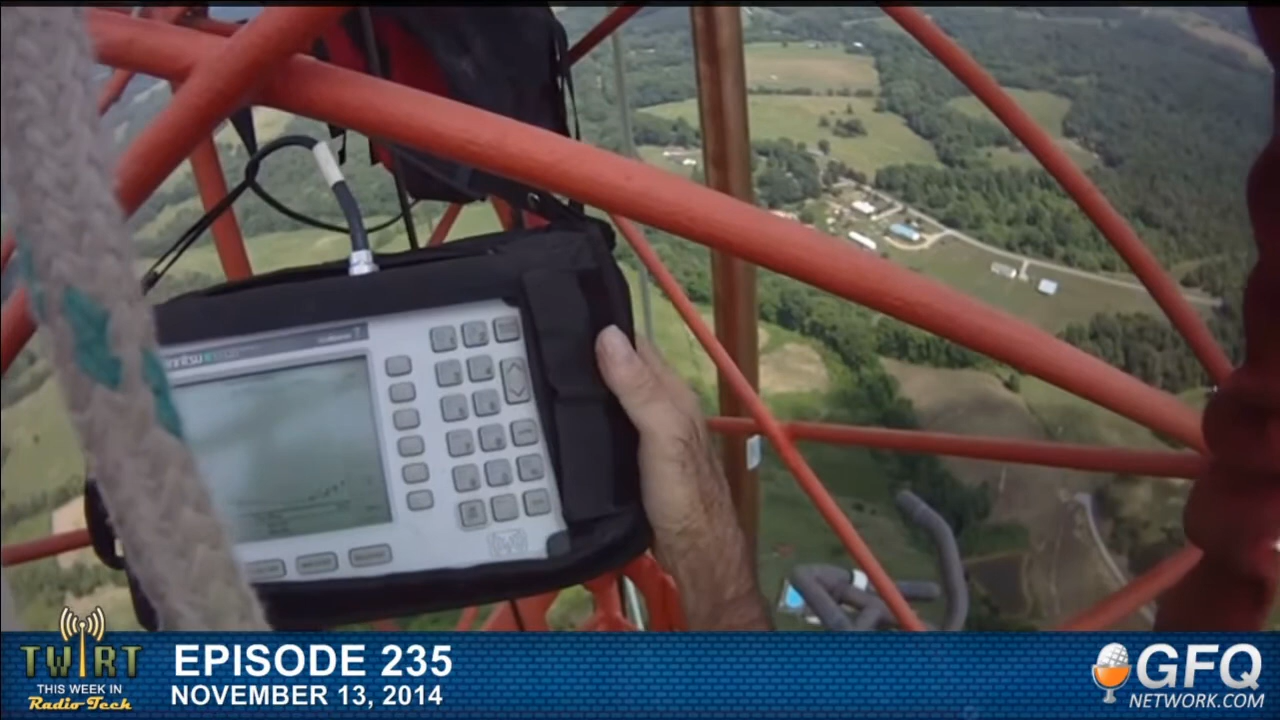 TWiRT
THIS WEEK IN
Radio Tech
EPISODE 235
NOVEMBER 13, 2014
GFQ
NETWORK.COM